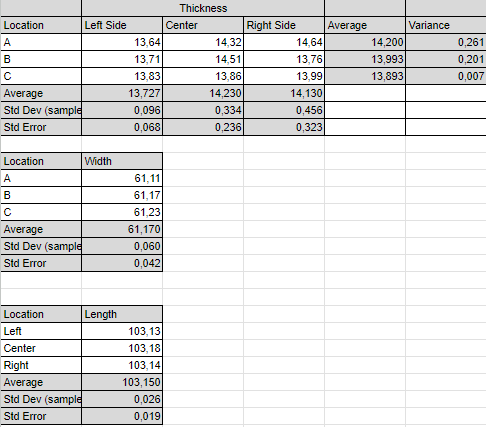 Thickness
Location Left Side Center Right Side Average Variance
A 13,64 14,32 14,64 14,200 0,261
B 13,71 14,51 13,76 13,993 0,201
C 13,83 13,86 13,99 13,893 0,007
Average 13,727 14,230 14,130
Std Dev (sample 0,096 0,334 0,456
Std Error 0,068 0,236 0,323
Location Width
A 61,11
B 61,17
C 61,23
Average 61,170
Std Dev (sample 0,060
Std Error 0,042
Location Length
Left 103,13
Center 103,18
Right 103,14
Average 103,150
Std Dev (sample 0,026
Std Error 0,019